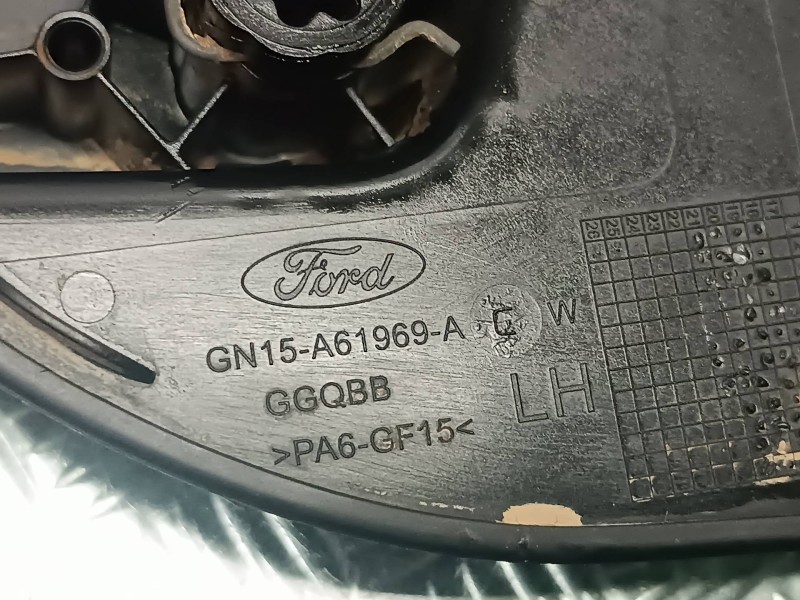 Ford
GN15-A61969-A C W
GGQBB
LH
>PA6-GF15<